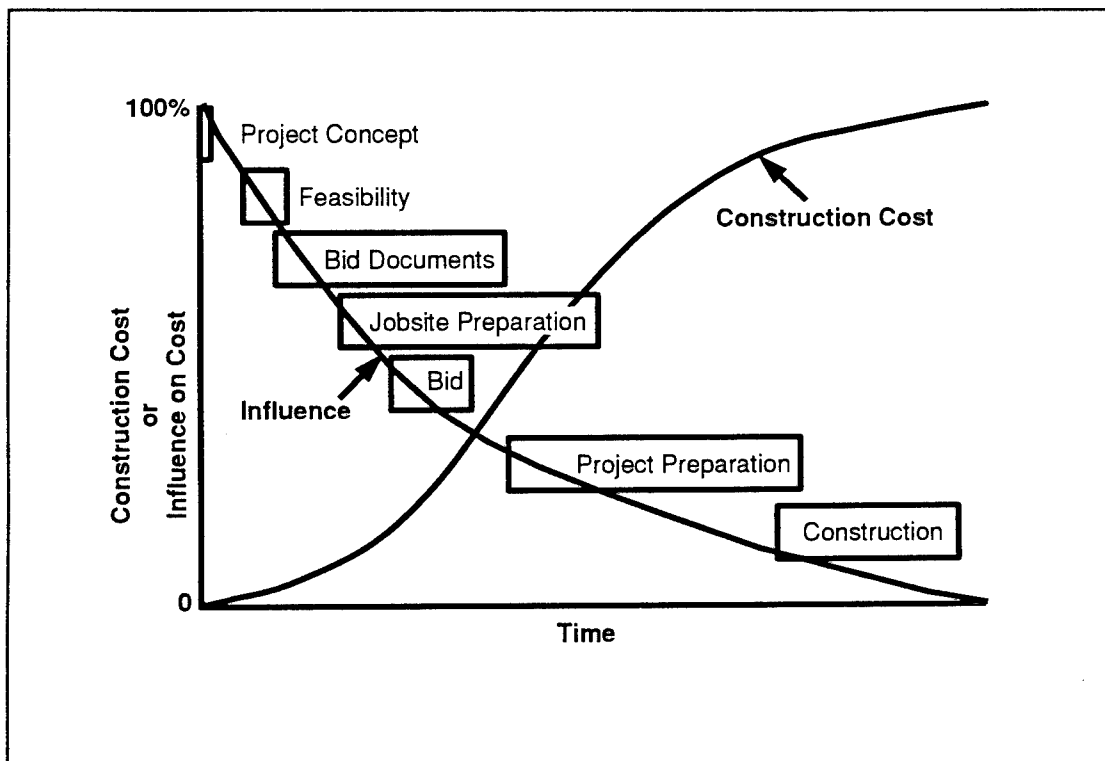 100%
Project Concept
Feasibility
Construction Cost
Bid Documents
Jobsite Preparation
Bid
Influence
Construction Cost
or
Influence on Cost
Project Preparation
Construction
0
Time